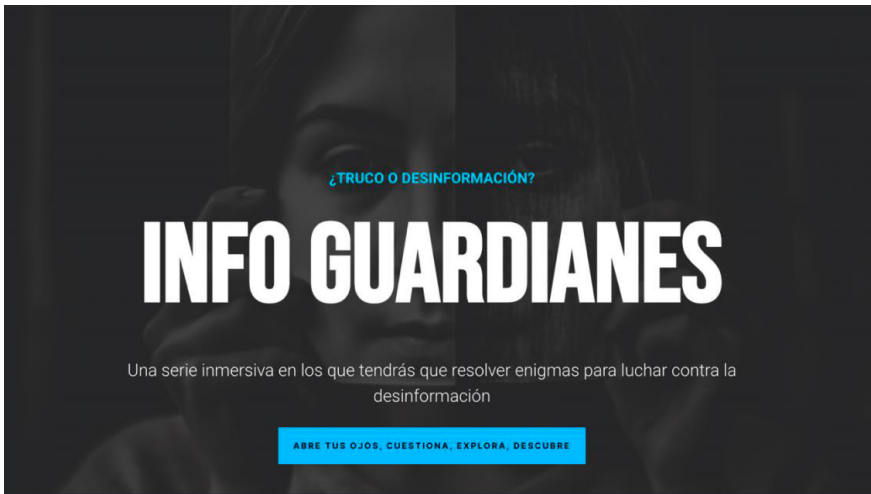 ¿TRUCO O DESINFORMACIÓN?
INFO GUARDIANES
Una serie inmersiva en los que tendrás que resolver enigmas para luchar contra la
desinformación
ABRE TUS OJOS, CUESTIONA, EXPLORA, DESCUBRE